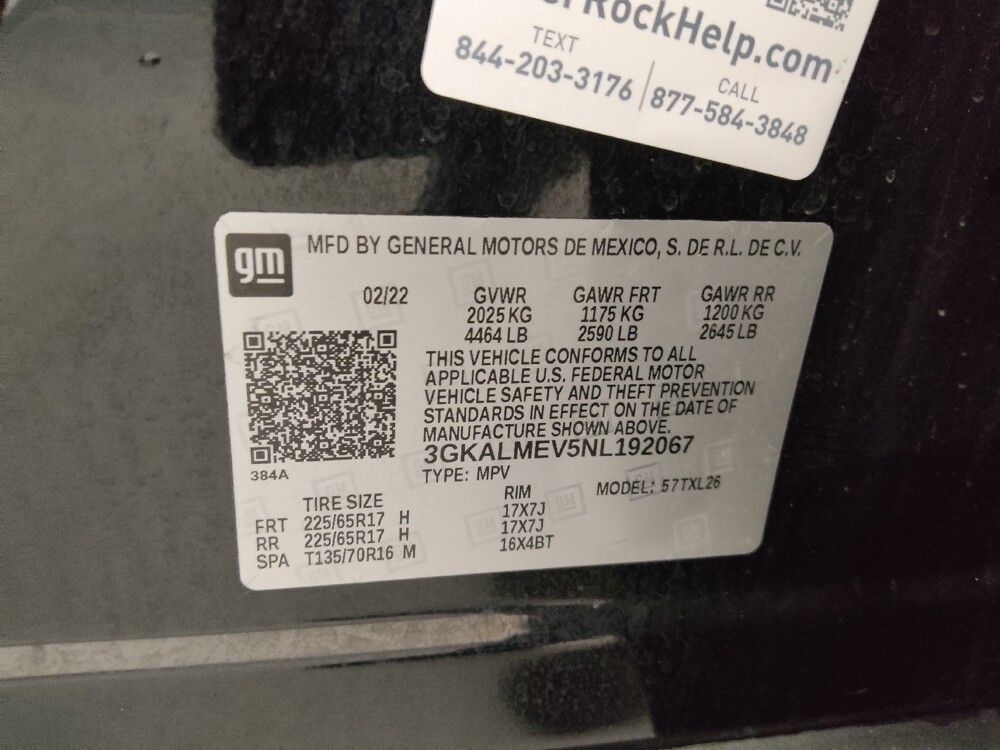 RockHelp.com
TEXT
844-203-3176
CALL
877-584-3848
gm
MFD BY GENERAL MOTORS DE MEXICO, S. DE R.L. DE C.V.
02/22 GVWR GAWR FRT GAWR RR
2025 KG 1175 KG 1200 KG
4464 LB 2590 LB 2645 LB
THIS VEHICLE CONFORMS TO ALL
APPLICABLE U.S. FEDERAL MOTOR
VEHICLE SAFETY AND THEFT PREVENTION
STANDARDS IN EFFECT ON THE DATE OF
MANUFACTURE SHOWN ABOVE.
3GKALMEV5NL192067
384A
TYPE: MPV
MODEL: 57TXL26
TIRE SIZE RIM
FRT 225/65R17 H 17X7J
RR 225/65R17 H 17X7J
SPA T135/70R16 M 16X4BT